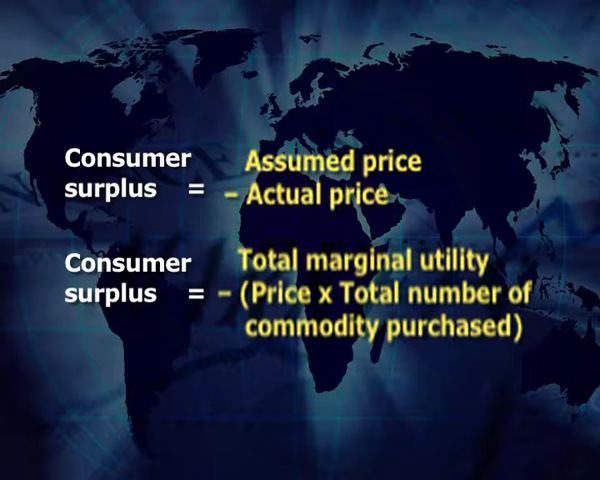 Consumer Assumed price
surplus = – Actual price
Consumer Total marginal utility
surplus = – (Price x Total number of
commodity purchased)